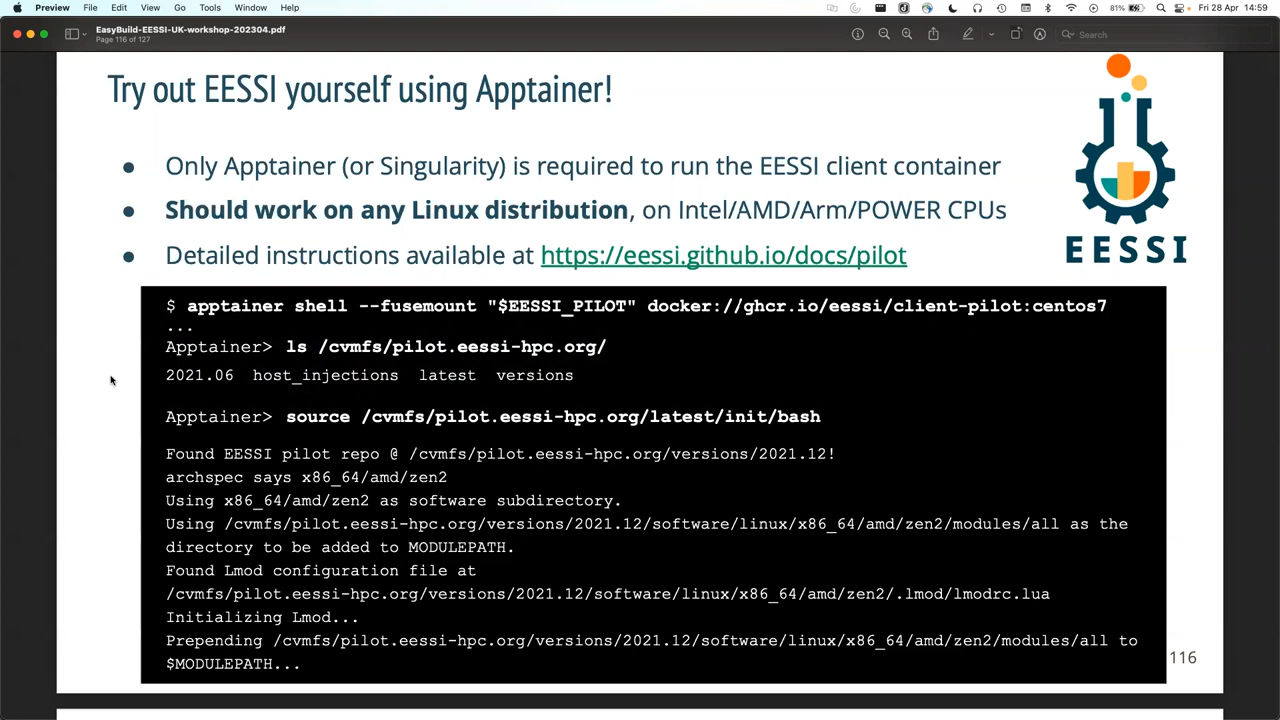 Preview File Edit View Go Tools Window Help 81% Fri 28 Apr 14:59
EasyBuild-EESSI-UK-workshop-202304.pdf
Page 116 of 127
Search
Try out EESSI yourself using Apptainer!
● Only Apptainer (or Singularity) is required to run the EESSI client container
● Should work on any Linux distribution, on Intel/AMD/Arm/POWER CPUs
● Detailed instructions available at https://eessi.github.io/docs/pilot
EESSI
$ apptainer shell --fusemount "$EESSI_PILOT" docker://ghcr.io/eessi/client-pilot:centos7
...
Apptainer> ls /cvmfs/pilot.eessi-hpc.org/
2021.06 host_injections latest versions
Apptainer> source /cvmfs/pilot.eessi-hpc.org/latest/init/bash
Found EESSI pilot repo @ /cvmfs/pilot.eessi-hpc.org/versions/2021.12!
archspec says x86_64/amd/zen2
Using x86_64/amd/zen2 as software subdirectory.
Using /cvmfs/pilot.eessi-hpc.org/versions/2021.12/software/linux/x86_64/amd/zen2/modules/all as the
directory to be added to MODULEPATH.
Found Lmod configuration file at
/cvmfs/pilot.eessi-hpc.org/versions/2021.12/software/linux/x86_64/amd/zen2/.lmod/lmodrc.lua
Initializing Lmod...
Prepending /cvmfs/pilot.eessi-hpc.org/versions/2021.12/software/linux/x86_64/amd/zen2/modules/all to
$MODULEPATH...
116